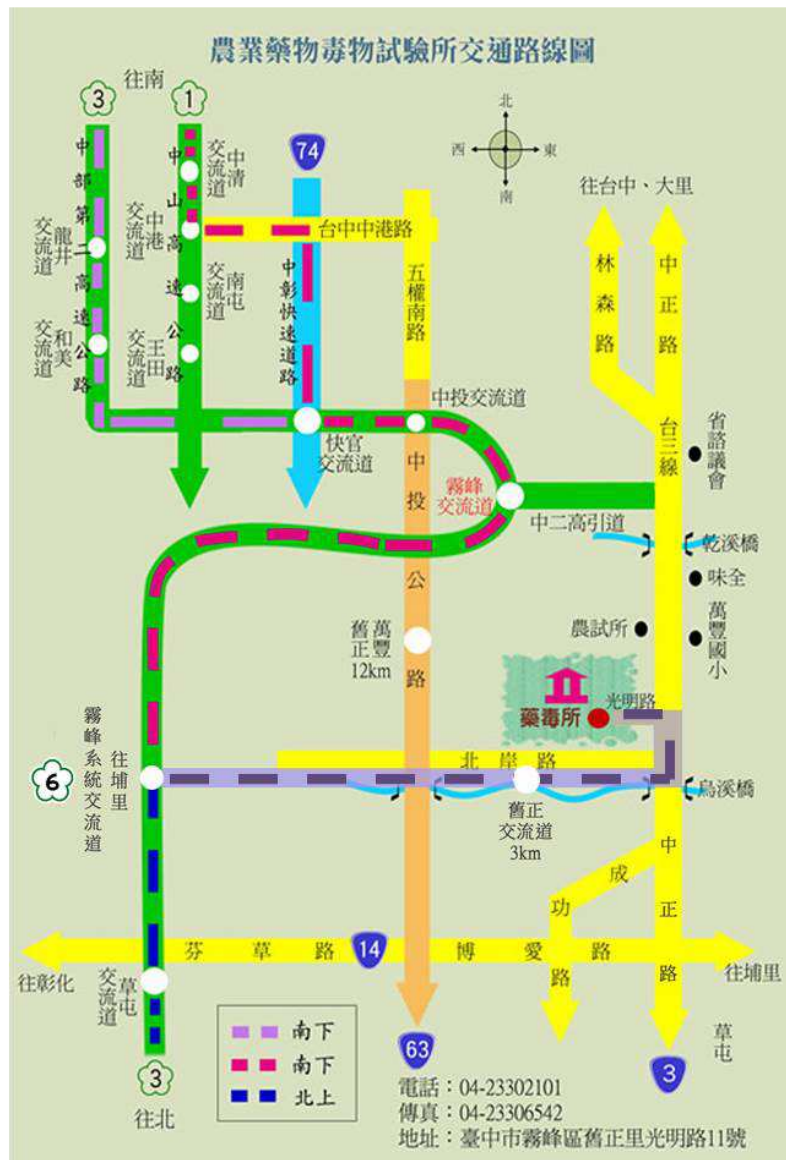 農業藥物毒物試驗所交通路線圖
往南
3
1
74
北
西
東
南
往台中、大里
中部第二高速公路
中山高速公路
中清
交流道
中港
交流道
台中中港路
龍井
交流道
南屯
交流道
和美
交流道
王田
交流道
中彰快速道路
五權南路
林森路
中正路
台三線
省諮議會
快官
交流道
中投交流道
霧峰
交流道
中二高引道
乾溪橋
味全
農試所
萬豐國小
中投公路
萬豐
舊正
12km
藥毒所
光明路
北岸路
6
霧峰系統交流道
往埔里
舊正
交流道
3km
烏溪橋
成功路
中正路
芬草路
14
博愛路
往彰化
往埔里
草屯
交流道
草屯
南下
南下
北上
3
往北
63
3
電話：04-23302101
傳真：04-23306542
地址：臺中市霧峰區舊正里光明路11號